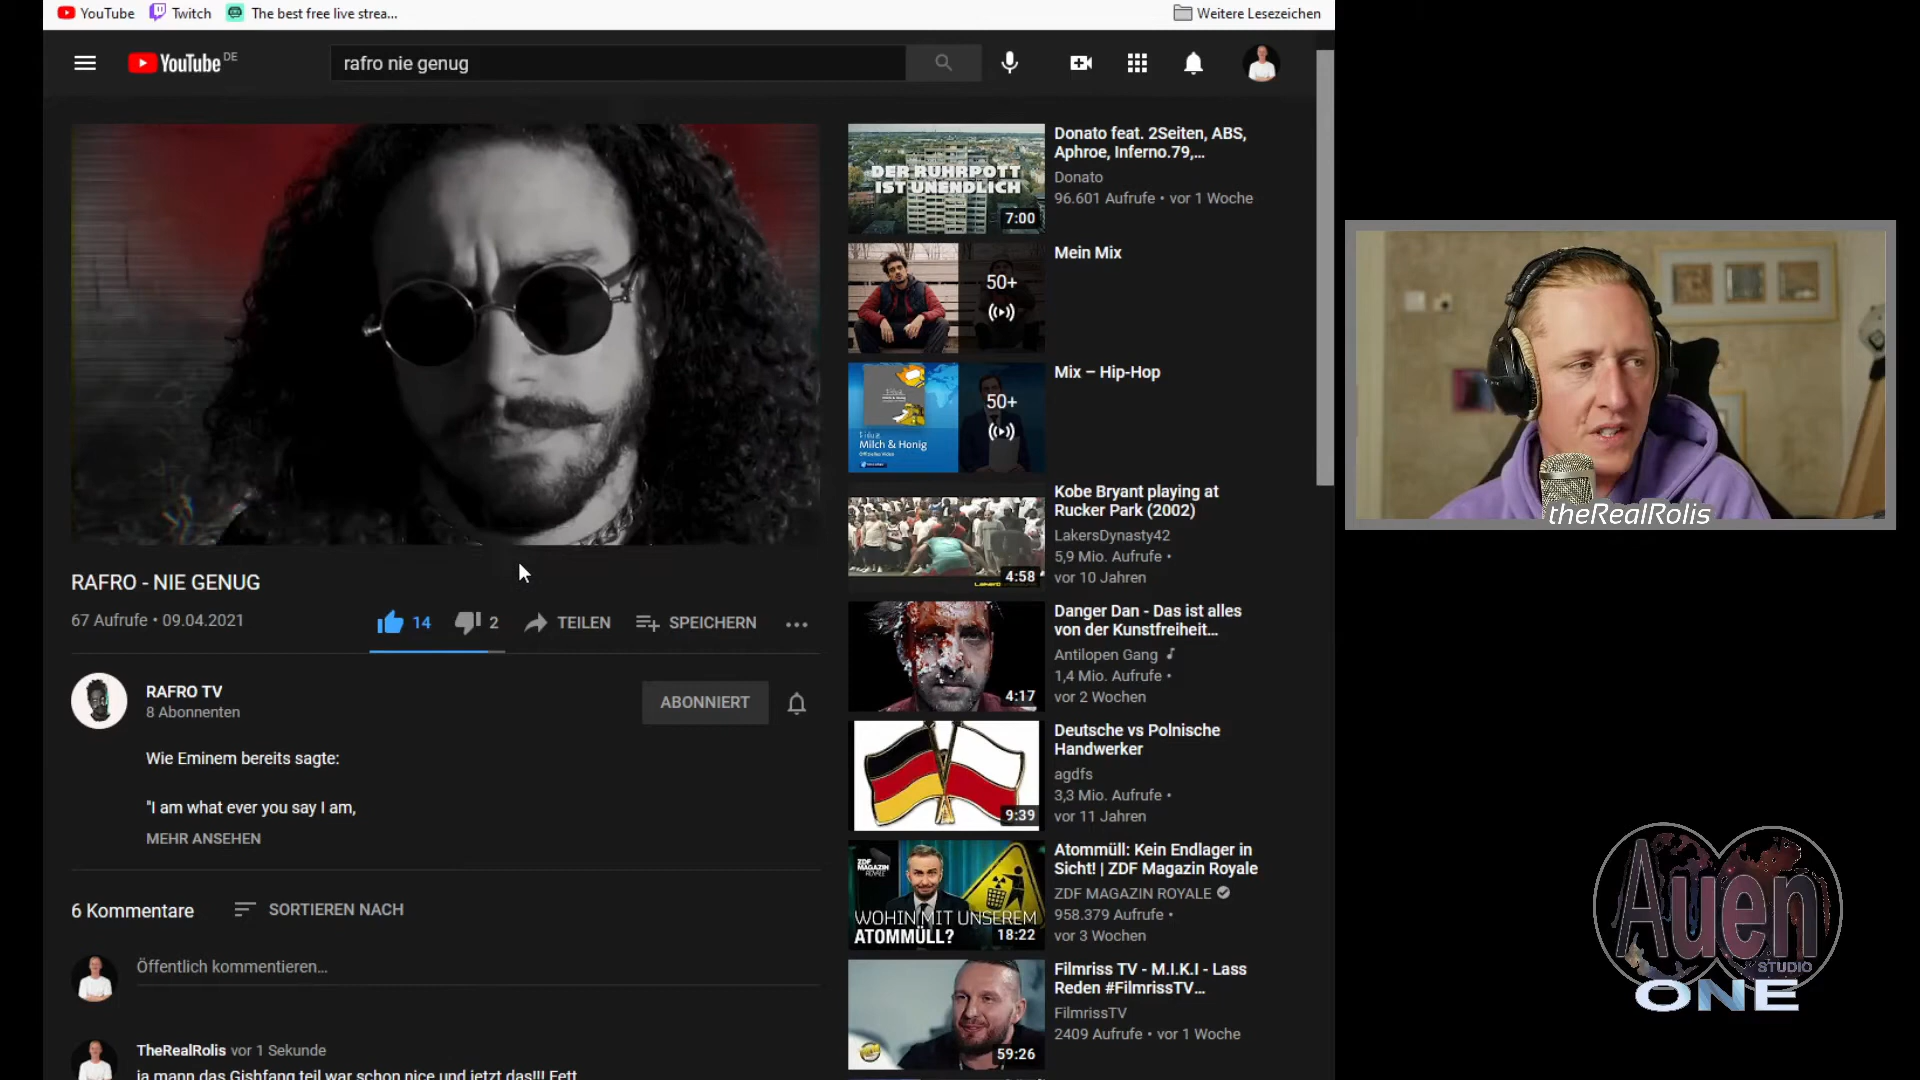 YouTube
Twitch
The best free live strea...
Weitere Lesezeichen
YouTube DE
rafro nie genug
RAFRO - NIE GENUG
67 Aufrufe • 09.04.2021
14
2
TEILEN
SPEICHERN
RAFRO TV
8 Abonnenten
ABONNIERT
Wie Eminem bereits sagte:
"I am what ever you say I am,
MEHR ANSEHEN
6 Kommentare
SORTIEREN NACH
Öffentlich kommentieren...
TheRealRolis vor 1 Sekunde
ja mann das Gishfang teil war schon nice und jetzt das!!! Fett
DER RUHRPOTT
IST UNENDLICH
7:00
Donato feat. 2Seiten, ABS,
Aphroe, Inferno.79,...
Donato
96.601 Aufrufe • vor 1 Woche
50+
Mein Mix
Milch & Honig
50+
Mix – Hip-Hop
4:58
Kobe Bryant playing at
Rucker Park (2002)
LakersDynasty42
5,9 Mio. Aufrufe •
vor 10 Jahren
4:17
Danger Dan - Das ist alles
von der Kunstfreiheit...
Antilopen Gang
1,4 Mio. Aufrufe •
vor 2 Wochen
9:39
Deutsche vs Polnische
Handwerker
agdfs
3,3 Mio. Aufrufe •
vor 11 Jahren
ZDF
MAGAZIN
ROYALE
WOHIN MIT UNSEREM
ATOMMÜLL?
18:22
Atommüll: Kein Endlager in
Sicht! | ZDF Magazin Royale
ZDF MAGAZIN ROYALE
958.379 Aufrufe •
vor 3 Wochen
59:26
Filmriss TV - M.I.K.I - Lass
Reden #FilmrissTV...
FilmrissTV
2409 Aufrufe • vor 1 Woche
theRealRolis
Auen
STUDIO
ONE